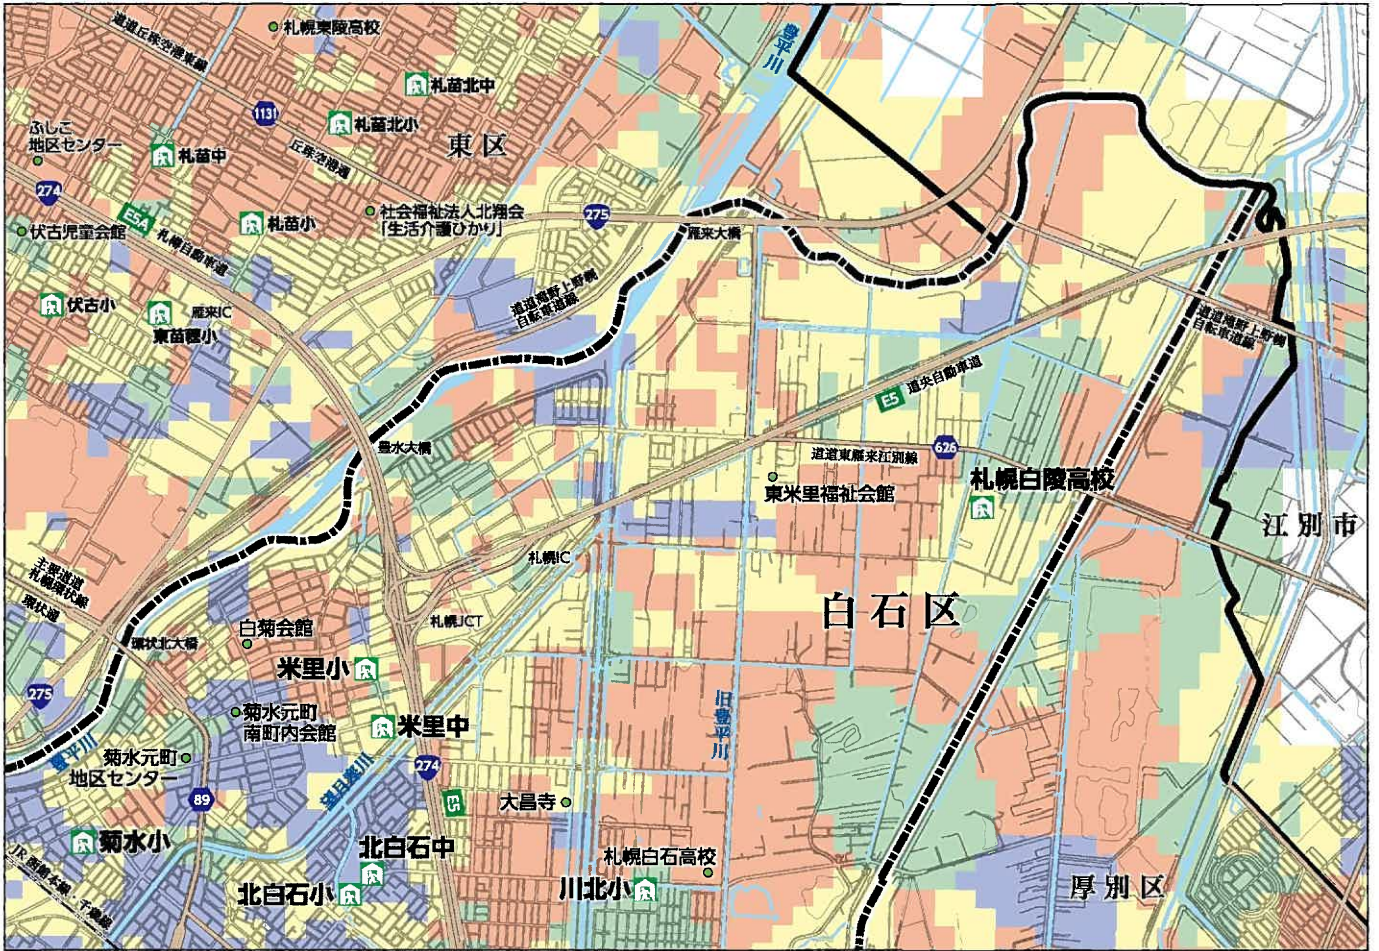 札幌東陵高校
道道丘珠空港東線
豊平川
札苗北中
1131
札苗北小
東区
ふしこ
地区センター
札苗中
丘珠空港通
274
E5A
札樽自動車道
札苗小
社会福祉法人北翔会
「生活介護ひかり」
275
雁来大橋
伏古児童会館
伏古小
雁来IC
東苗穂小
道道滝野上野幌
自転車道線
道道滝野上野幌
自転車道線
E5
道央自動車道
豊水大橋
626
道道東雁来江別線
東米里福祉会館
札幌白陵高校
江別市
札幌IC
主要道道
札幌環状線
環状通
白石区
札幌JCT
白菊会館
環状北大橋
米里小
275
菊水元町
南町内会館
米里中
旧豊平川
豊平川
菊水元町
地区センター
望月寒川
274
89
E5
大昌寺
菊水小
北白石中
札幌白石高校
JR函館本線・千歳線
北白石小
川北小
厚別区